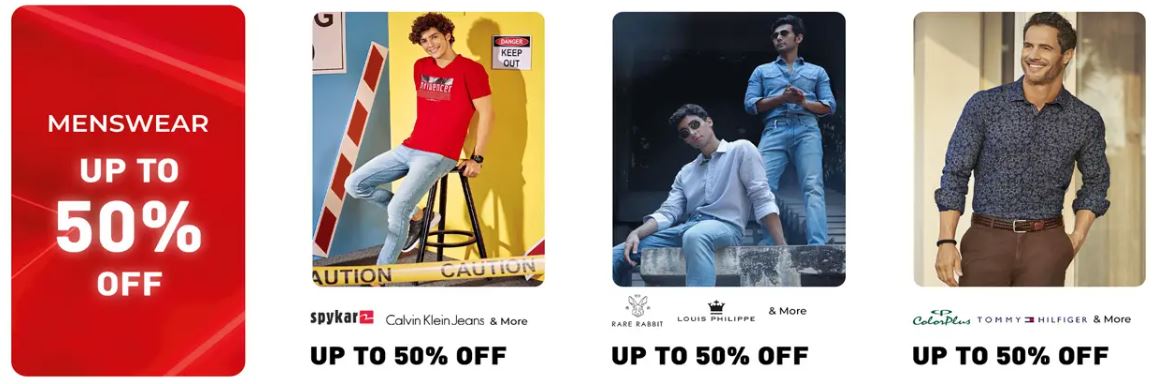 MENSWEAR
UP TO
50%
OFF
G
DANGER
KEEP
OUT
AUTION
CAUTION
spykar
Calvin Klein Jeans & More
UP TO 50% OFF
RARE RABBIT
LOUIS PHILIPPE
& More
UP TO 50% OFF
ColorPlus
TOMMY HILFIGER & More
UP TO 50% OFF